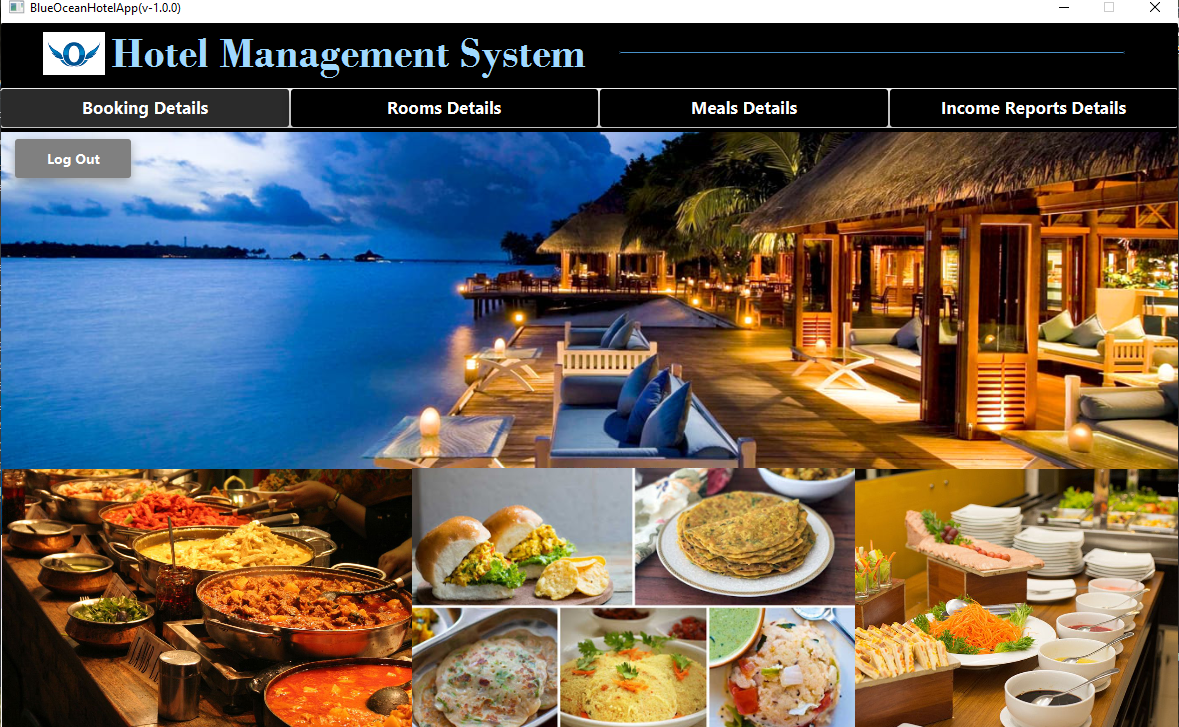 BlueOceanHotelApp(v-1.0.0)
Hotel Management System
Booking Details
Rooms Details
Meals Details
Income Reports Details
Log Out